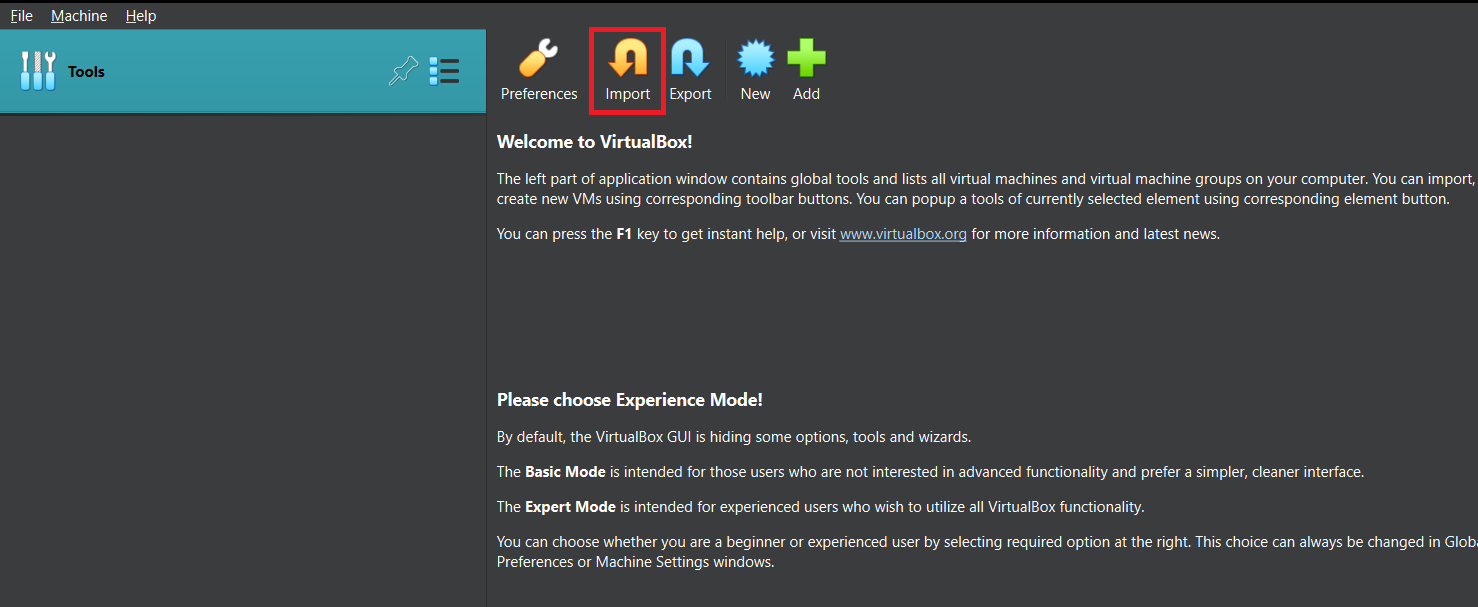 File Machine Help
Tools
Preferences Import Export New Add
Welcome to VirtualBox!
The left part of application window contains global tools and lists all virtual machines and virtual machine groups on your computer. You can import,
create new VMs using corresponding toolbar buttons. You can popup a tools of currently selected element using corresponding element button.
You can press the F1 key to get instant help, or visit www.virtualbox.org for more information and latest news.
Please choose Experience Mode!
By default, the VirtualBox GUI is hiding some options, tools and wizards.
The Basic Mode is intended for those users who are not interested in advanced functionality and prefer a simpler, cleaner interface.
The Expert Mode is intended for experienced users who wish to utilize all VirtualBox functionality.
You can choose whether you are a beginner or experienced user by selecting required option at the right. This choice can always be changed in Globa
Preferences or Machine Settings windows.